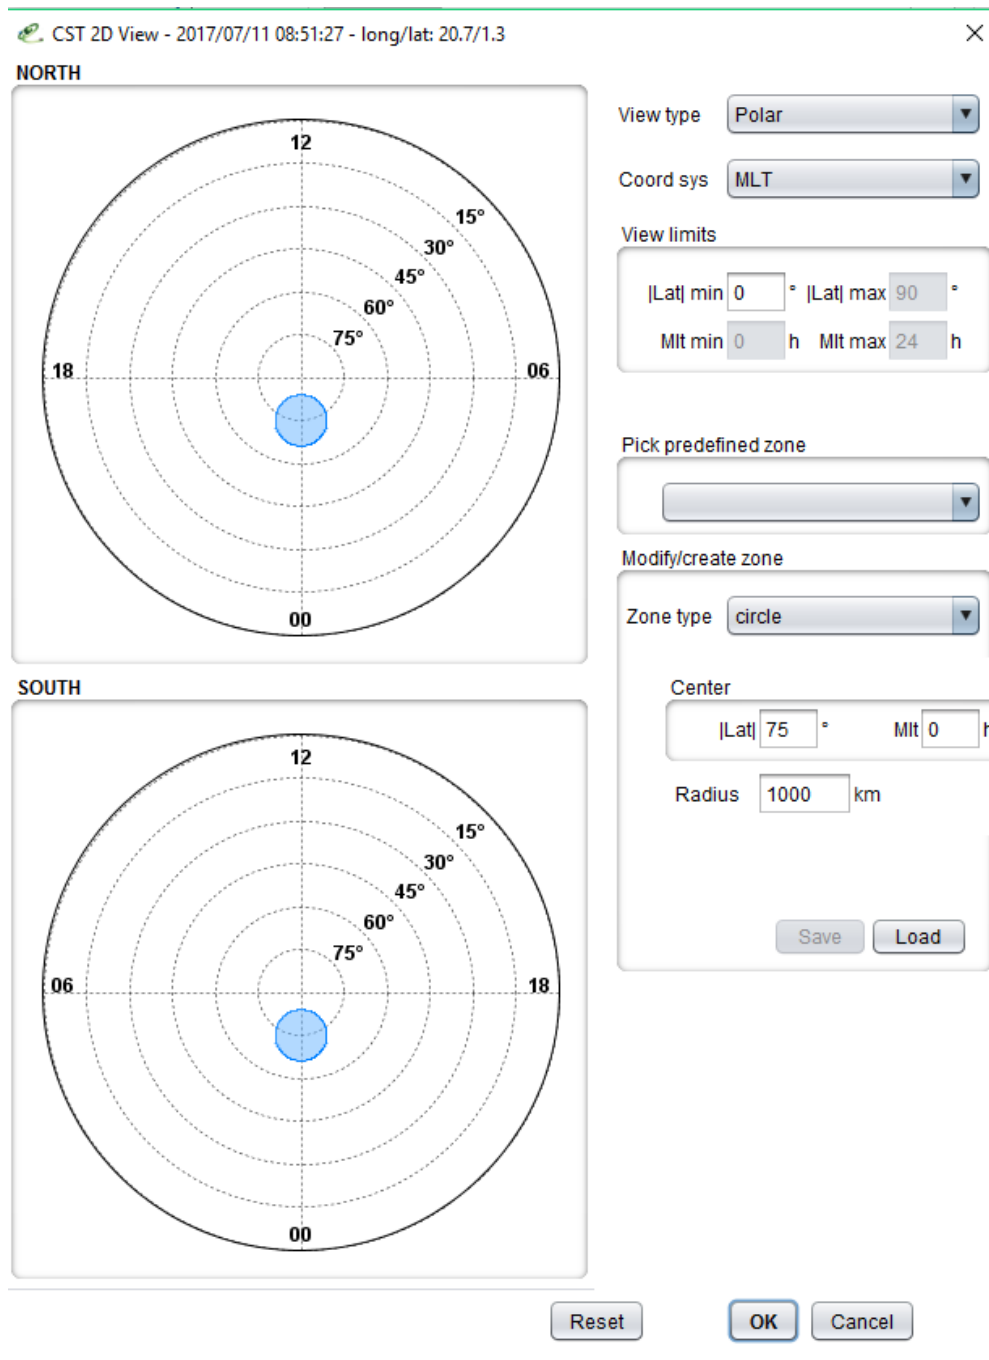 CST 2D View - 2017/07/11 08:51:27 - long/lat: 20.7/1.3
NORTH
12
15°
30°
45°
60°
75°
18
06
00
View type Polar
Coord sys MLT
View limits
|Lat| min 0 ° |Lat| max 90 °
Mlt min 0 h Mlt max 24 h
Pick predefined zone
Modify/create zone
Zone type circle
Center
|Lat| 75 ° Mlt 0 h
Radius 1000 km
Save Load
SOUTH
12
15°
30°
45°
60°
75°
06
18
00
Reset OK Cancel